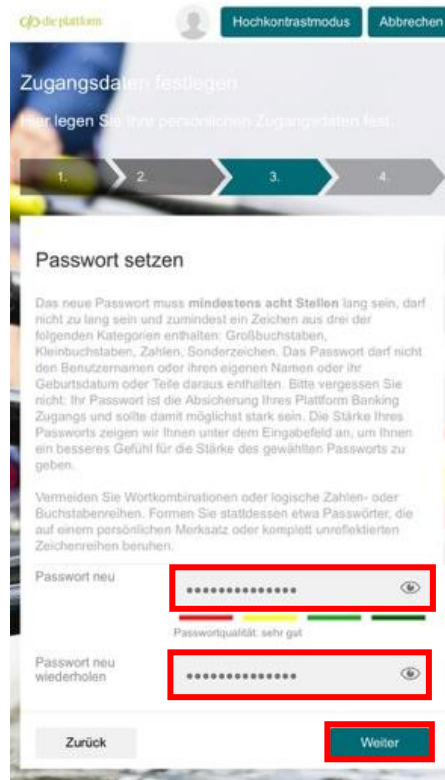 die plattform
Hochkontrastmodus
Abbrechen
Zugangsdaten festlegen
Hier legen Sie Ihre persönlichen Zugangsdaten fest.
1.
2.
3.
4.
Passwort setzen
Das neue Passwort muss mindestens acht Stellen lang sein, darf
nicht zu lang sein und zumindest ein Zeichen aus drei der
folgenden Kategorien enthalten: Großbuchstaben,
Kleinbuchstaben, Zahlen, Sonderzeichen. Das Passwort darf nicht
den Benutzernamen oder ihren eigenen Namen oder ihr
Geburtsdatum oder Teile daraus enthalten. Bitte vergessen Sie
nicht: Ihr Passwort ist die Absicherung Ihres Plattform Banking
Zugangs und sollte damit möglichst stark sein. Die Stärke Ihres
Passworts zeigen wir Ihnen unter dem Eingabefeld an, um Ihnen
ein besseres Gefühl für die Stärke des gewählten Passworts zu
geben.
Vermeiden Sie Wortkombinationen oder logische Zahlen- oder
Buchstabenreihen. Formen Sie stattdessen etwa Passwörter, die
auf einem persönlichen Merksatz oder komplett unreflektierten
Zeichenreihen beruhen.
Passwort neu
Passwortqualität: sehr gut
Passwort neu
wiederholen
Zurück
Weiter